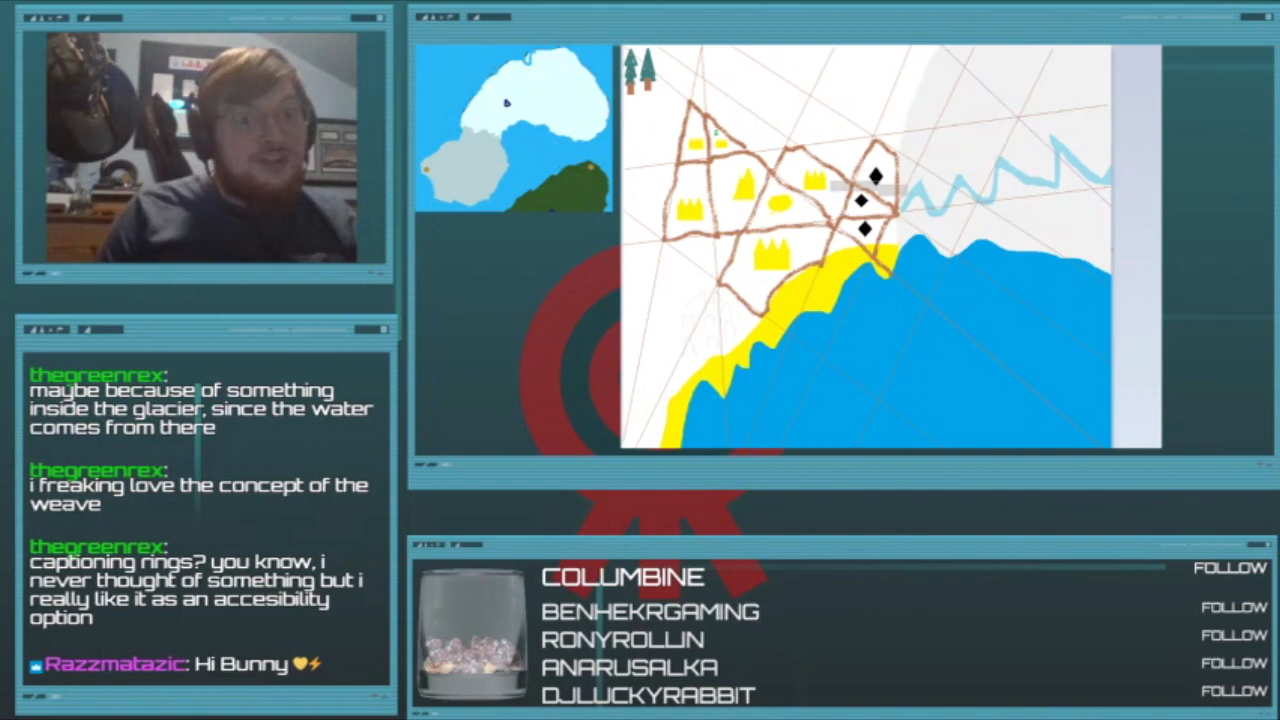 thegreenrex:
maybe because of something
inside the glacier, since the water
comes from there
thegreenrex:
i freaking love the concept of the
weave
thegreenrex:
captioning rings? you know, i
never thought of something but i
really like it as an accesibility
option
Razzmatazic: Hi Bunny 💛⚡
COLUMBINE FOLLOW
BENHEKRGAMING FOLLOW
RONYROLLIN FOLLOW
ANARUSALKA FOLLOW
DJLUCKYRABBIT FOLLOW